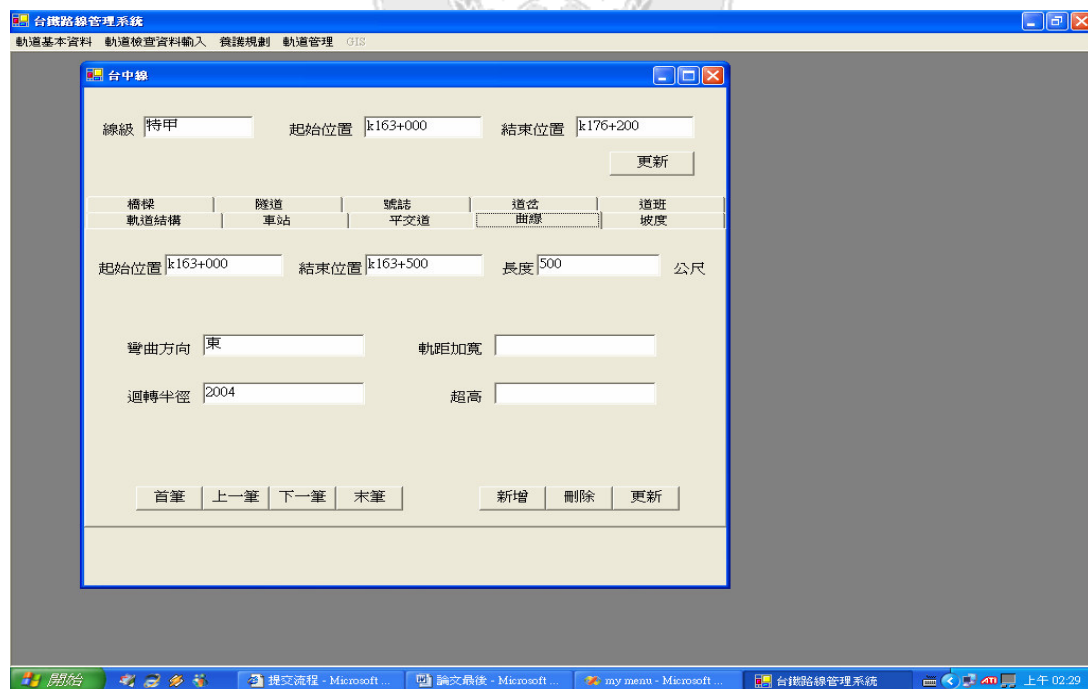 台鐵路線管理系統
軌道基本資料 軌道檢查資料輸入 養護規劃 軌道管理 GIS
台中線
線級 特甲 起始位置 k163+000 結束位置 k176+200
更新
橋樑 隧道 號誌 道岔 道班
軌道結構 車站 平交道 曲線 坡度
起始位置 k163+000 結束位置 k163+500 長度 500 公尺
彎曲方向 東 軌距加寬
迴轉半徑 2004 超高
首筆 上一筆 下一筆 末筆 新增 刪除 更新
開始 提交流程 - Microsoft ... 論文最後 - Microsoft ... my menu - Microsoft ... 台鐵路線管理系統 上午 02:29